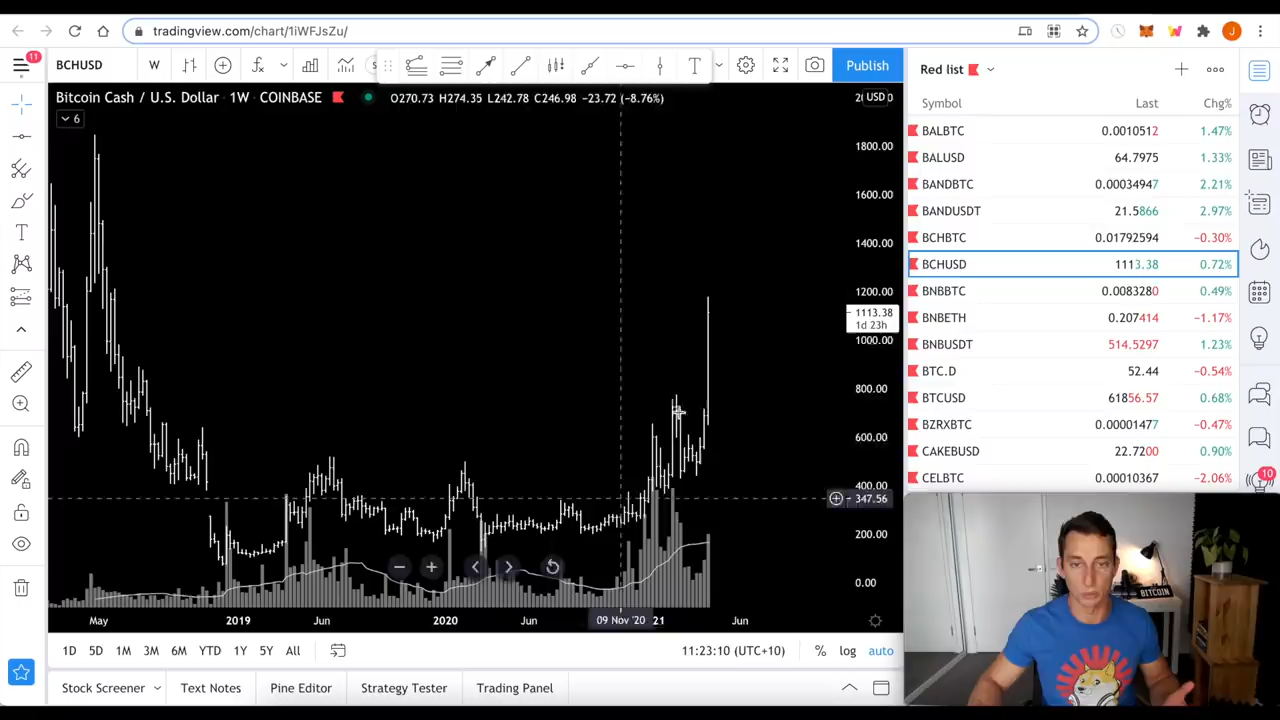 tradingview.com/chart/1iWFJsZu/
J
11
BCHUSD
W
Publish
Red list
Bitcoin Cash / U.S. Dollar · 1W · COINBASE
O270.73 H274.35 L242.78 C246.98 −23.72 (−8.76%)
USD
6
Symbol Last Chg%
BALBTC 0.0010512 1.47%
BALUSD 64.7975 1.33%
BANDBTC 0.00034947 2.21%
BANDUSDT 21.5866 2.97%
BCHBTC 0.01792594 −0.30%
BCHUSD 1113.38 0.72%
BNBBTC 0.0083280 0.49%
BNBETH 0.207414 −1.17%
BNBUSDT 514.5297 1.23%
BTC.D 52.44 −0.54%
BTCUSD 61856.57 0.68%
BZRXBTC 0.00001477 −0.47%
CAKEBUSD 22.7200 0.90%
CELBTC 0.00010367 −2.06%
10
1800.00
1600.00
1400.00
1200.00
1113.38
1d 23h
1000.00
800.00
600.00
400.00
347.56
200.00
0.00
May 2019 Jun 2020 Jun 09 Nov '20 21 Jun
1D 5D 1M 3M 6M YTD 1Y 5Y All
11:23:10 (UTC+10) % log auto
Stock Screener Text Notes Pine Editor Strategy Tester Trading Panel
BITCOIN